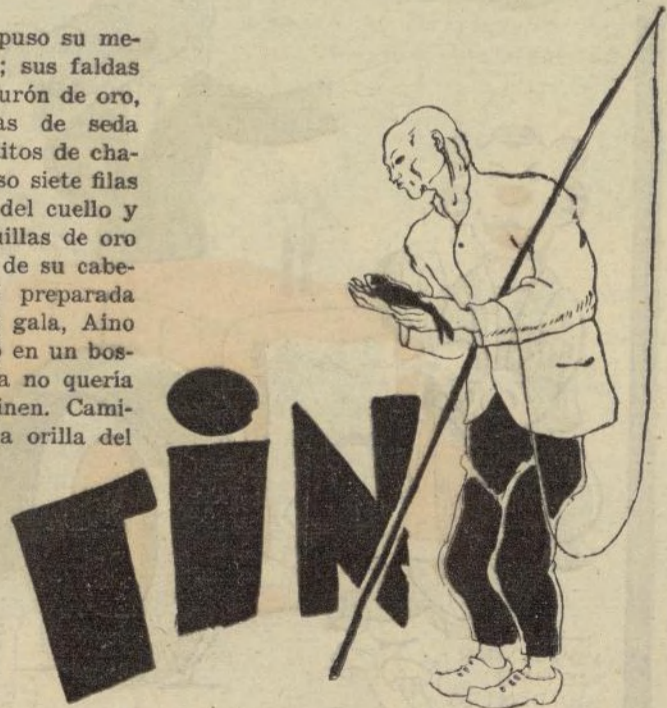 puso su me-
; sus faldas
urón de oro,
as de seda
itos de cha-
so siete filas
del cuello y
uillas de oro
de su cabe-
preparada
gala, Aino
o en un bos-
a no quería
inen. Cami-
a orilla del
TIN